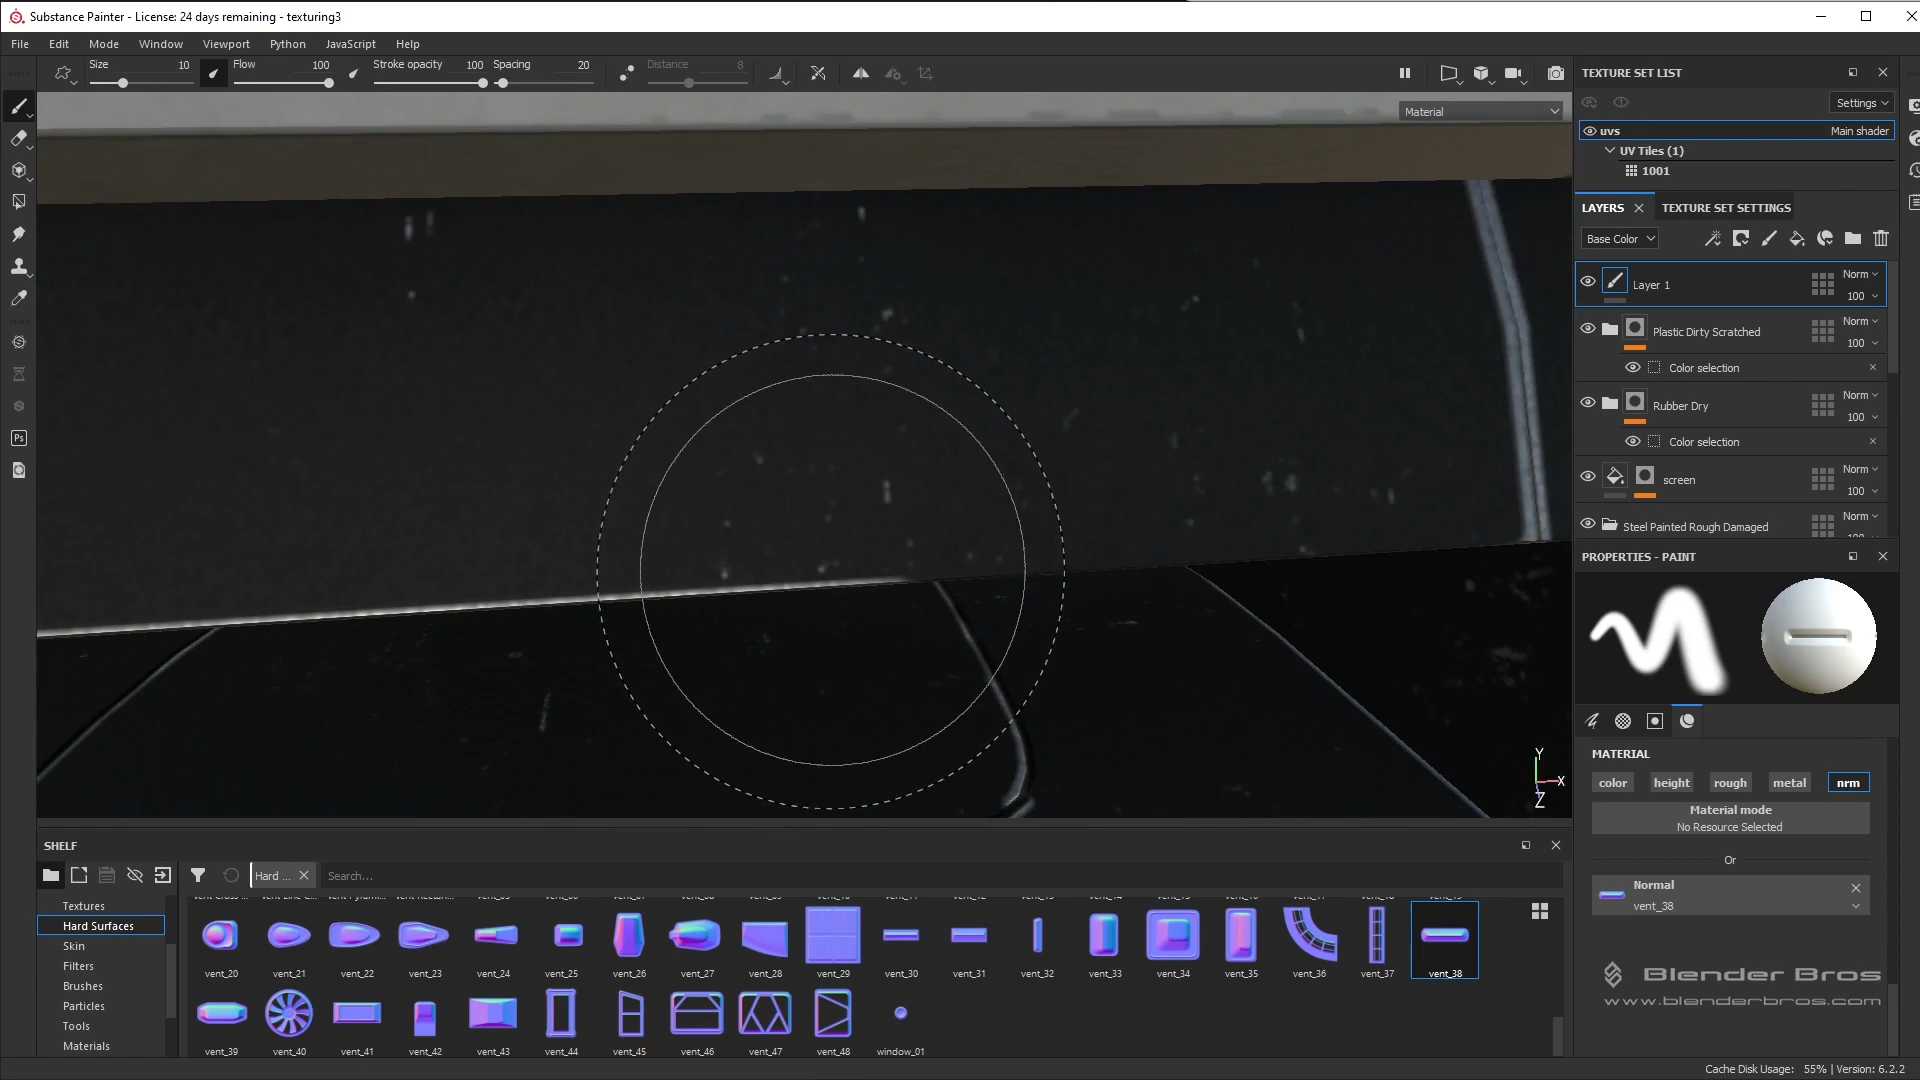 Substance Painter - License: 24 days remaining - texturing3
File Edit Mode Window Viewport Python JavaScript Help
Size 10 Flow 100 Stroke opacity 100 Spacing 20 Distance 8
Material
TEXTURE SET LIST
Settings
uvs Main shader
UV Tiles (1)
1001
LAYERS TEXTURE SET SETTINGS
Base Color
Layer 1 Norm 100
Plastic Dirty Scratched Norm 100
Color selection
Rubber Dry Norm 100
Color selection
screen Norm 100
Steel Painted Rough Damaged Norm
PROPERTIES - PAINT
MATERIAL
color height rough metal nrm
Material mode
No Resource Selected
Or
Normal
vent_38
Blender Bros
www.blenderbros.com
Y
X
Z
Ps
SHELF
Hard ... Search...
Textures
Hard Surfaces
Skin
Filters
Brushes
Particles
Tools
Materials
vent_20 vent_21 vent_22 vent_23 vent_24 vent_25 vent_26 vent_27 vent_28 vent_29 vent_30 vent_31 vent_32 vent_33 vent_34 vent_35 vent_36 vent_37 vent_38
vent_39 vent_40 vent_41 vent_42 vent_43 vent_44 vent_45 vent_46 vent_47 vent_48 window_01
Cache Disk Usage: 55% | Version: 6.2.2